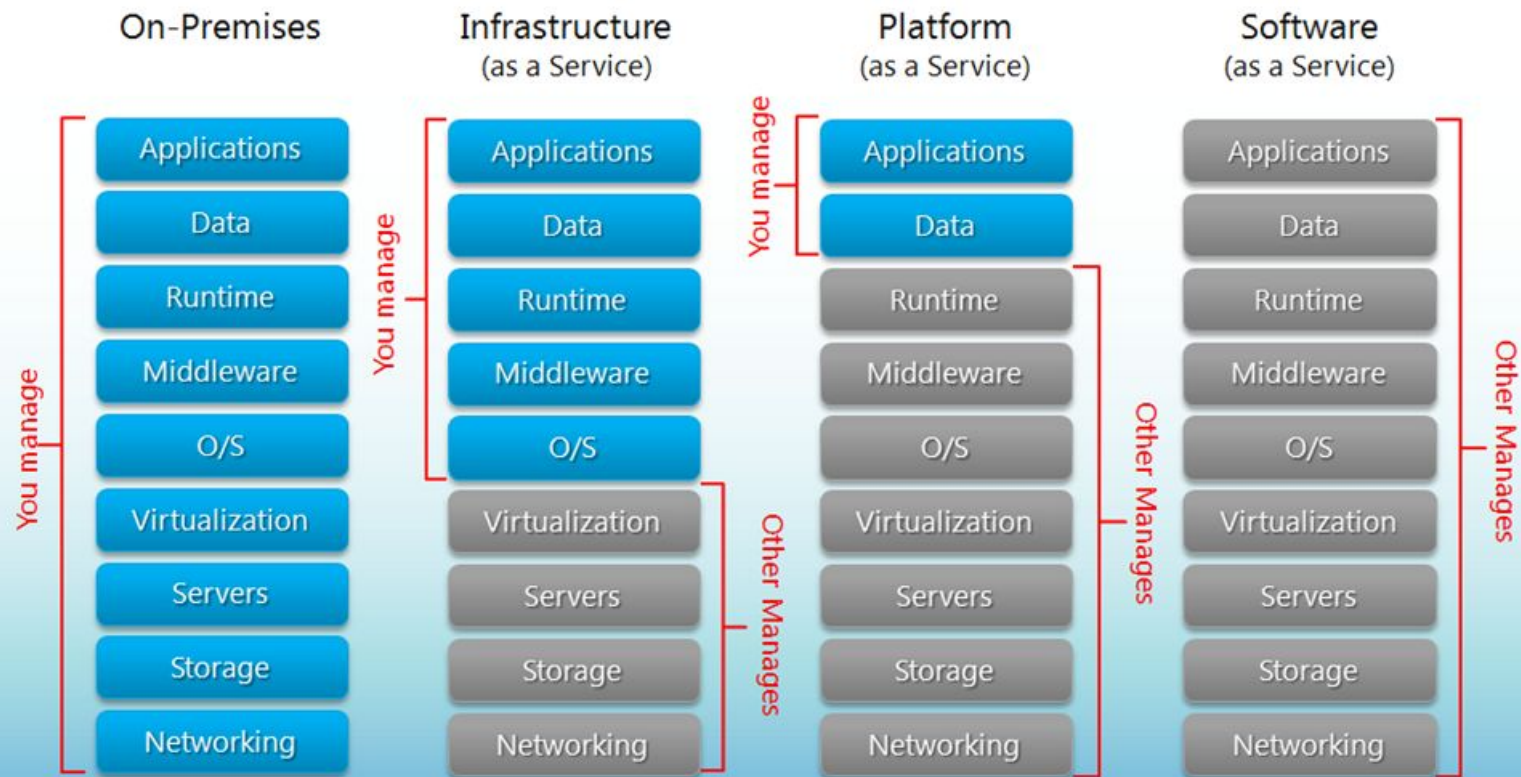 On-Premises
You manage
Applications
Data
Runtime
Middleware
O/S
Virtualization
Servers
Storage
Networking
Infrastructure
(as a Service)
You manage
Applications
Data
Runtime
Middleware
O/S
Virtualization
Servers
Storage
Networking
Other Manages
Platform
(as a Service)
You manage
Applications
Data
Runtime
Middleware
O/S
Virtualization
Servers
Storage
Networking
Other Manages
Software
(as a Service)
Applications
Data
Runtime
Middleware
O/S
Virtualization
Servers
Storage
Networking
Other Manages